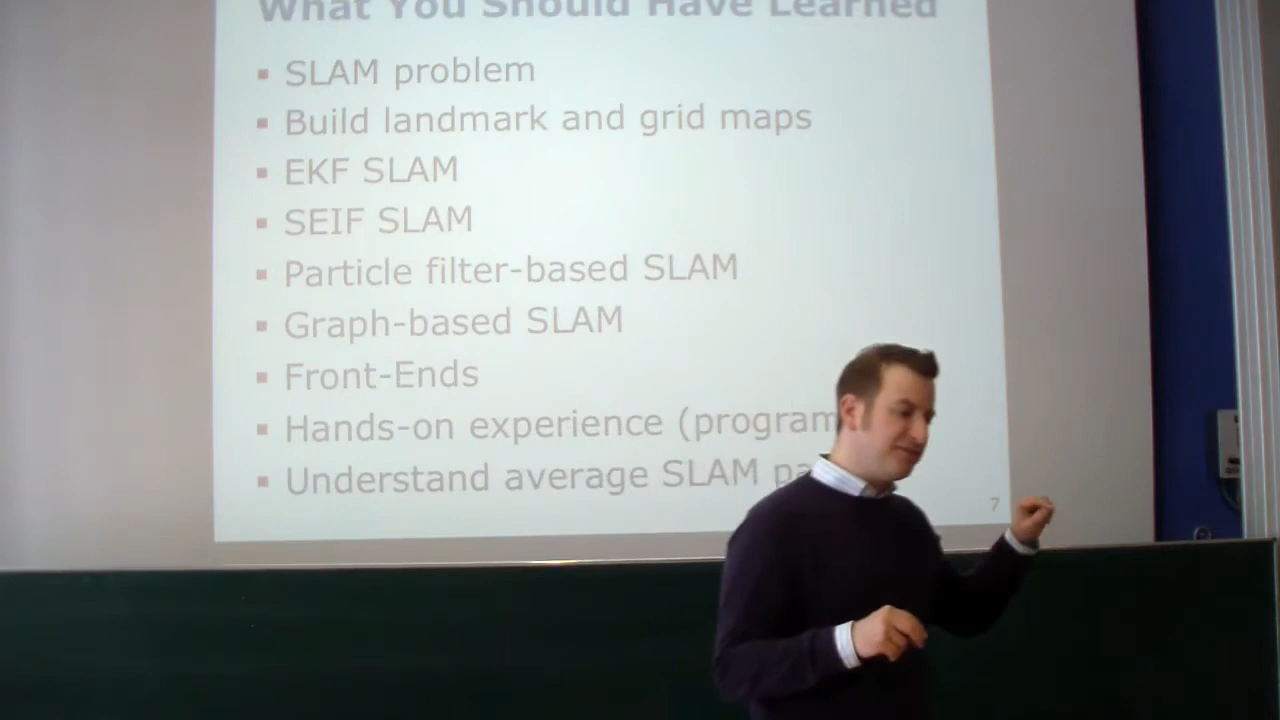 What You Should Have Learned
SLAM problem
Build landmark and grid maps
EKF SLAM
SEIF SLAM
Particle filter-based SLAM
Graph-based SLAM
Front-Ends
Hands-on experience (program
Understand average SLAM pa
7